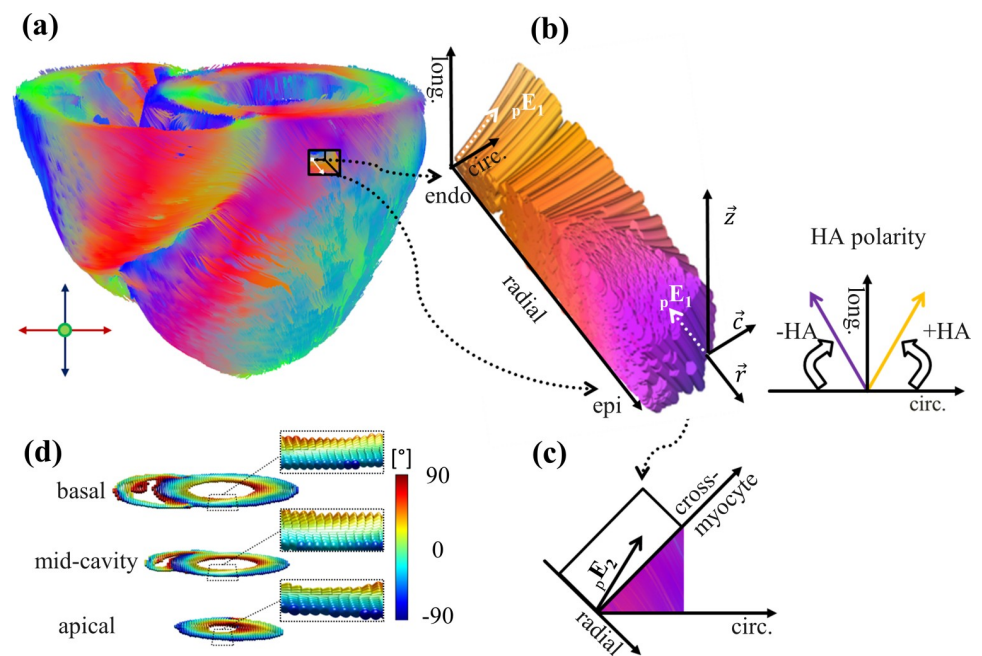 (a)
(b)
long.
pE1
circ.
endo
radial
pE1
epi
z⃗
c⃗
r⃗
HA polarity
long.
-HA
+HA
circ.
(c)
cross-
myocyte
pE2
radial
circ.
(d)
[°]
basal
90
mid-cavity
0
apical
-90